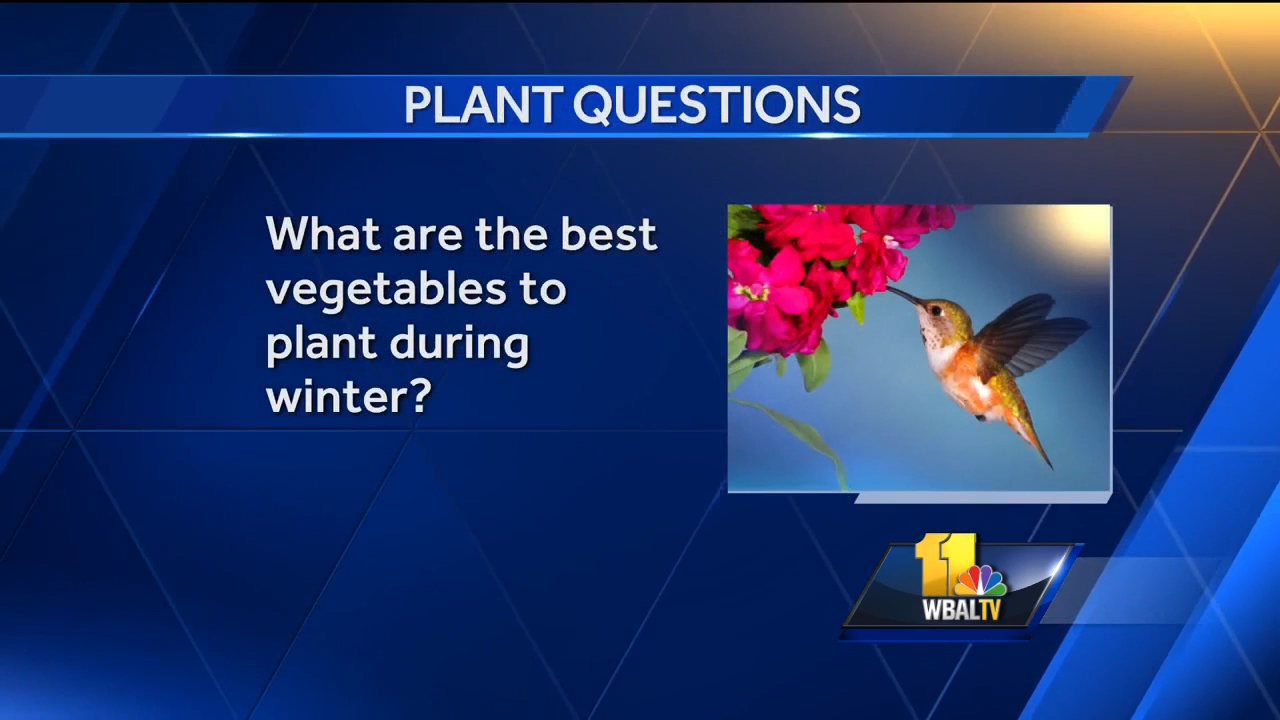 PLANT QUESTIONS
What are the best
vegetables to
plant during
winter?
11
WBALTV